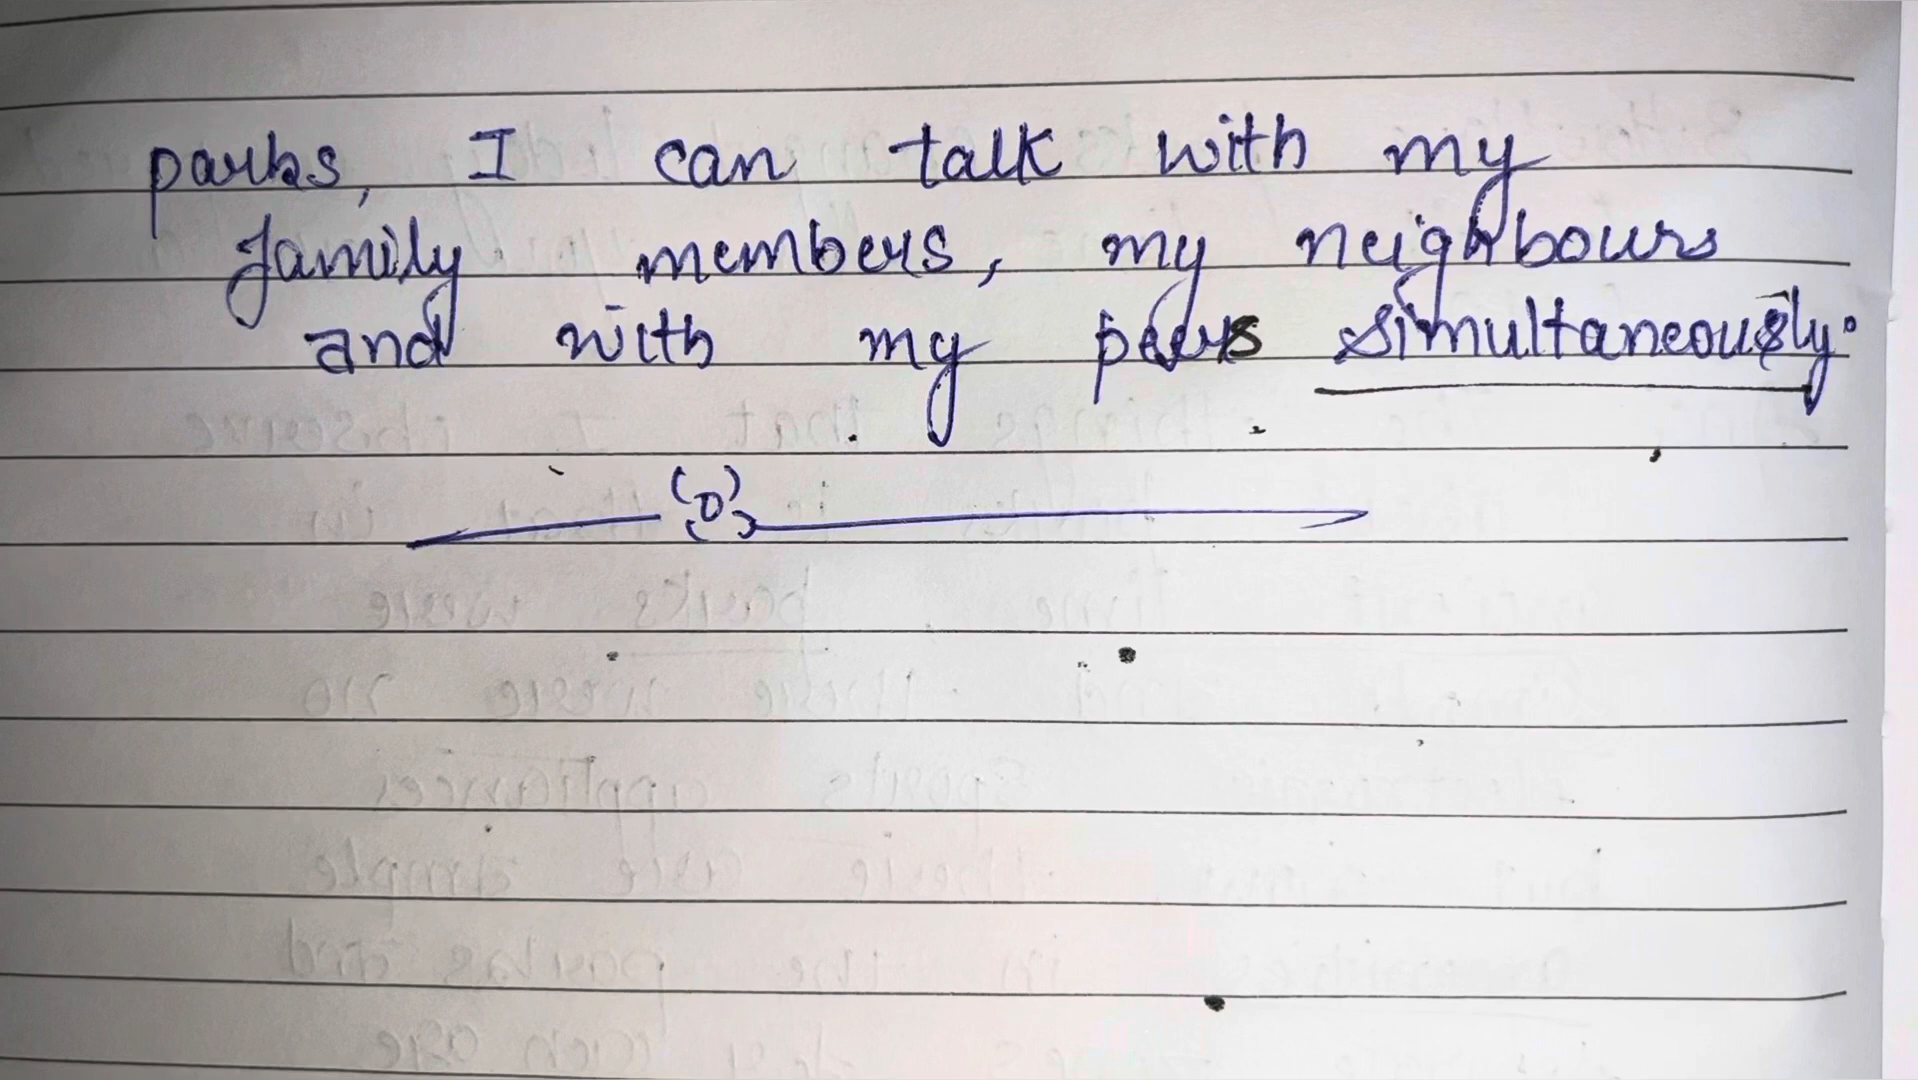 parks, I can talk with my
family members, my neighbours
and with my peers simultaneously.